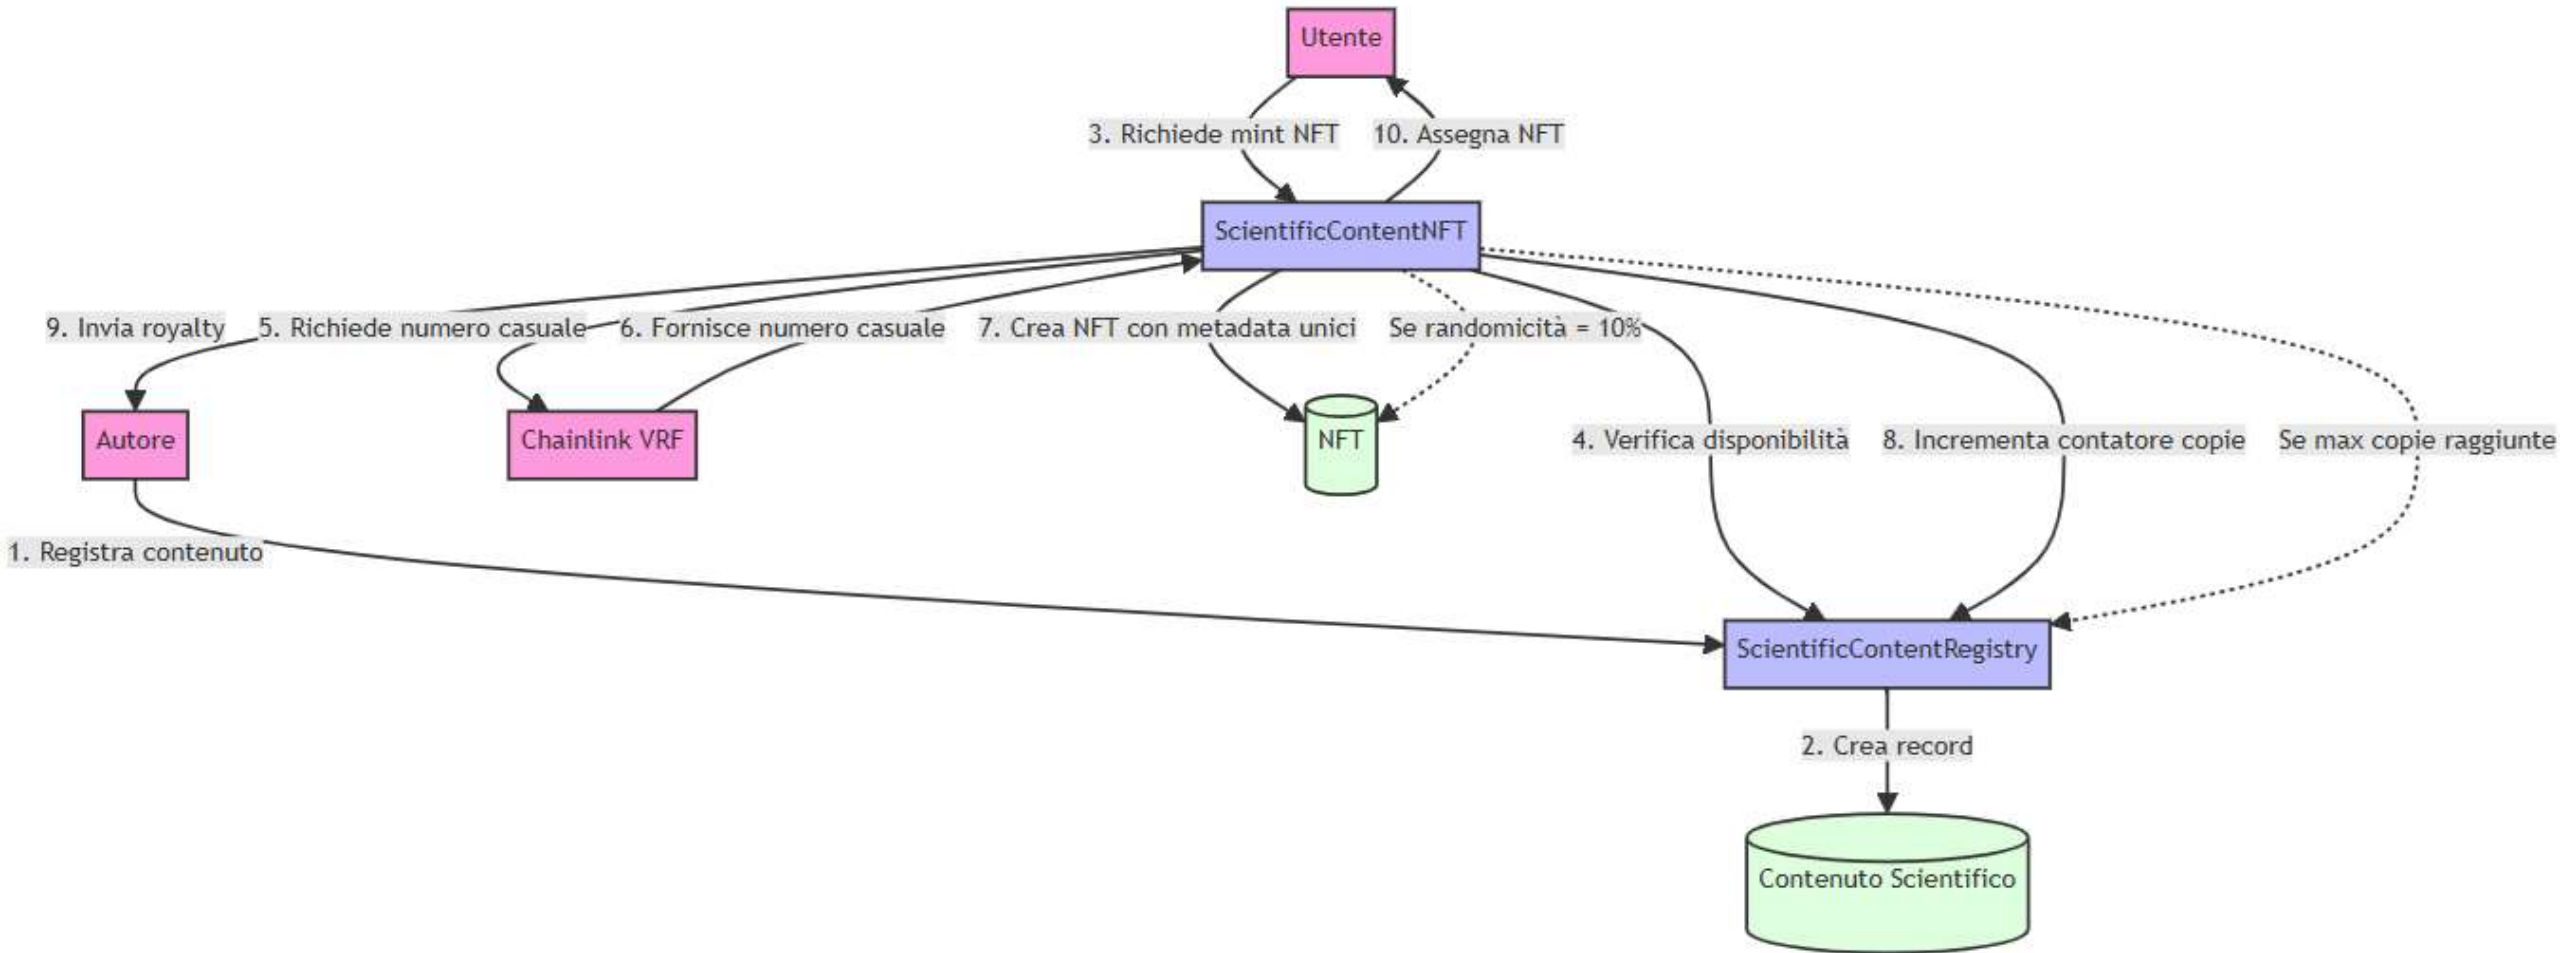 Utente
3. Richiede mint NFT
10. Assegna NFT
ScientificContentNFT
9. Invia royalty
5. Richiede numero casuale
6. Fornisce numero casuale
7. Crea NFT con metadata unici
Se randomicità = 10%
Autore
Chainlink VRF
NFT
4. Verifica disponibilità
8. Incrementa contatore copie
Se max copie raggiunte
1. Registra contenuto
ScientificContentRegistry
2. Crea record
Contenuto Scientifico